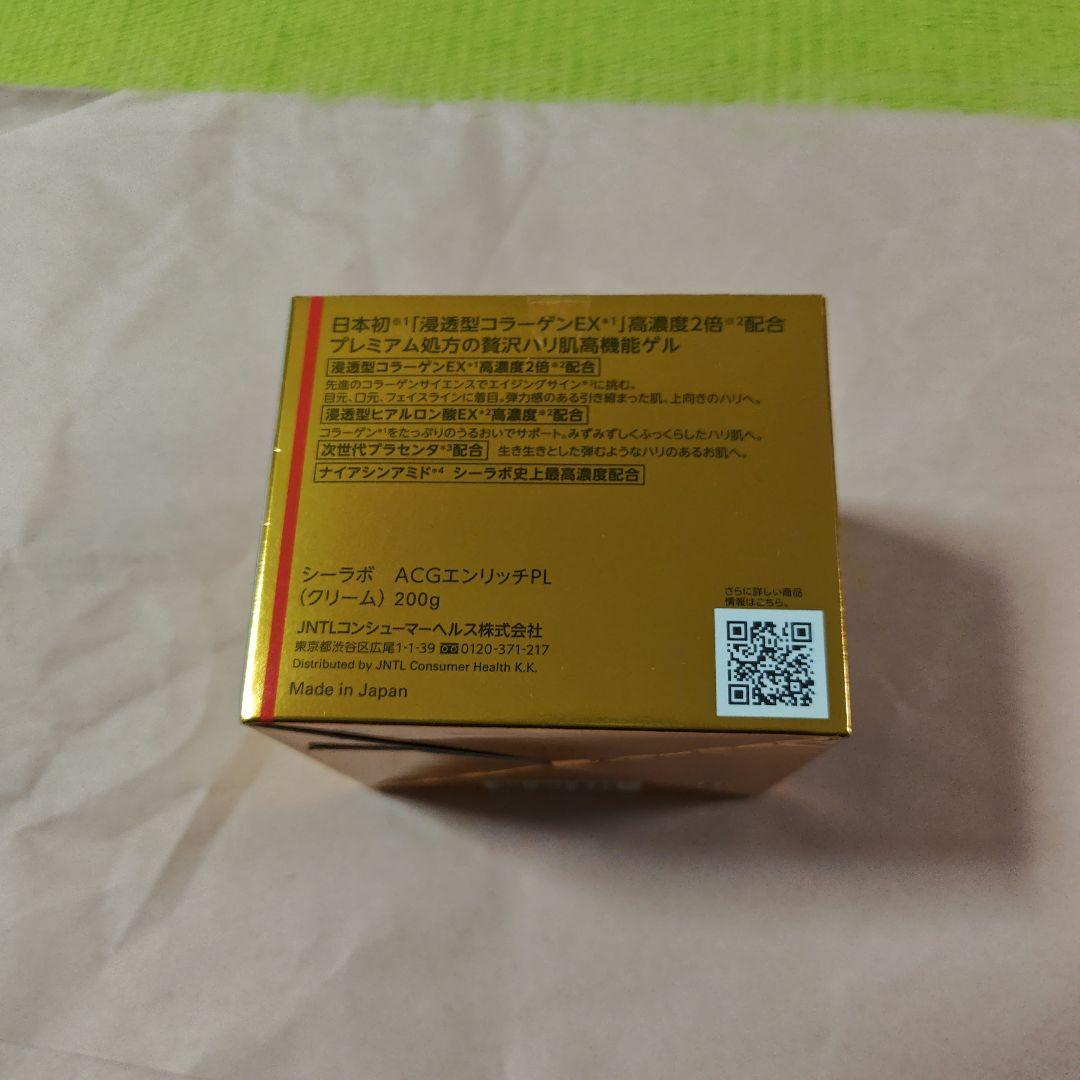 日本初※1「浸透型コラーゲンEX*1」高濃度2倍※2配合
プレミアム処方の贅沢ハリ肌高機能ゲル
浸透型コラーゲンEX*1高濃度2倍※2配合
先進のコラーゲンサイエンスでエイジングサイン※3に挑む。
目元、口元、フェイスラインに着目。弾力感のある引き締まった肌、上向きのハリへ。
浸透型ヒアルロン酸EX*2高濃度※2配合
コラーゲン*1をたっぷりのうるおいでサポート。みずみずしくふっくらしたハリ肌へ。
次世代プラセンタ*3配合 生き生きとした弾むようなハリのあるお肌へ。
ナイアシンアミド*4 シーラボ史上最高濃度配合
シーラボ ACGエンリッチPL
(クリーム) 200g
JNTLコンシューマーヘルス株式会社
東京都渋谷区広尾1-1-39 0120-371-217
Distributed by JNTL Consumer Health K.K.
Made in Japan
さらに詳しい商品
情報はこちら。